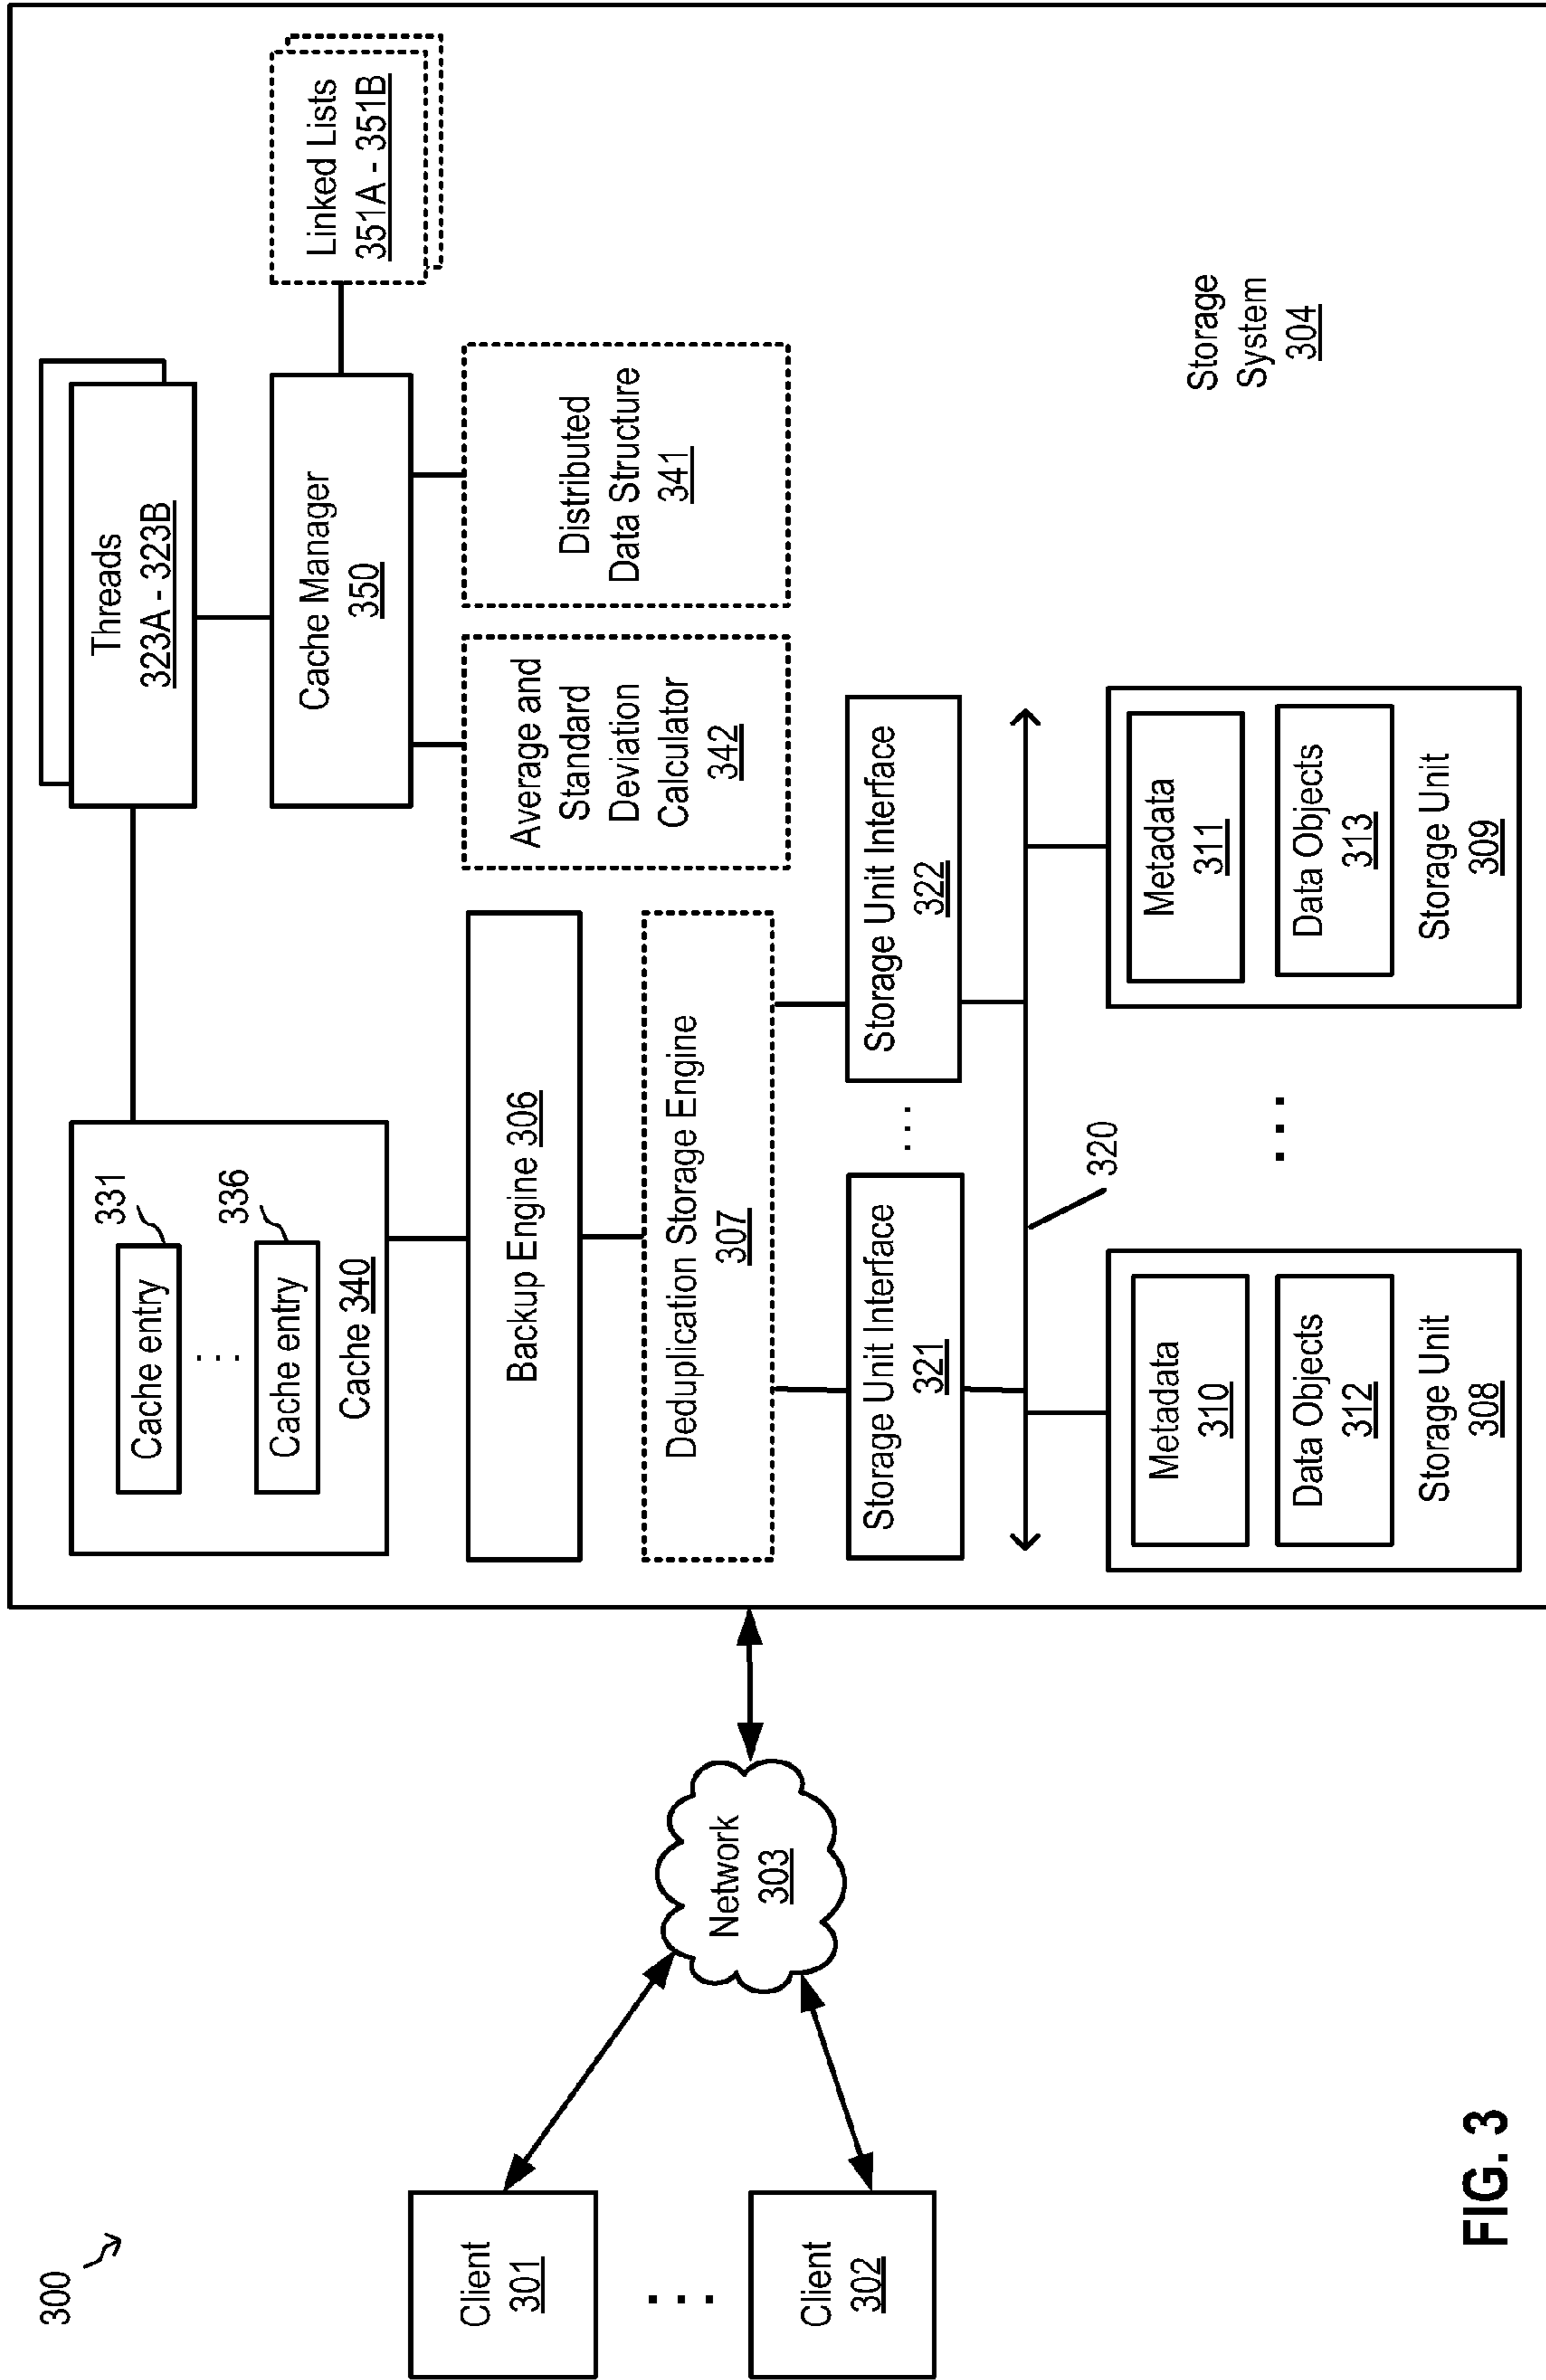 300
Client
301
. . .
Client
302
Network
303
Cache entry
331
. . .
Cache entry
336
Cache 340
Threads
323A - 323B
Cache Manager
350
Linked Lists
351A - 351B
Backup Engine 306
Average and
Standard
Deviation
Calculator
342
Distributed
Data Structure
341
Deduplication Storage Engine
307
Storage Unit Interface
321
. . .
Storage Unit Interface
322
320
Metadata
310
Data Objects
312
Storage Unit
308
. . .
Metadata
311
Data Objects
313
Storage Unit
309
Storage
System
304
FIG. 3